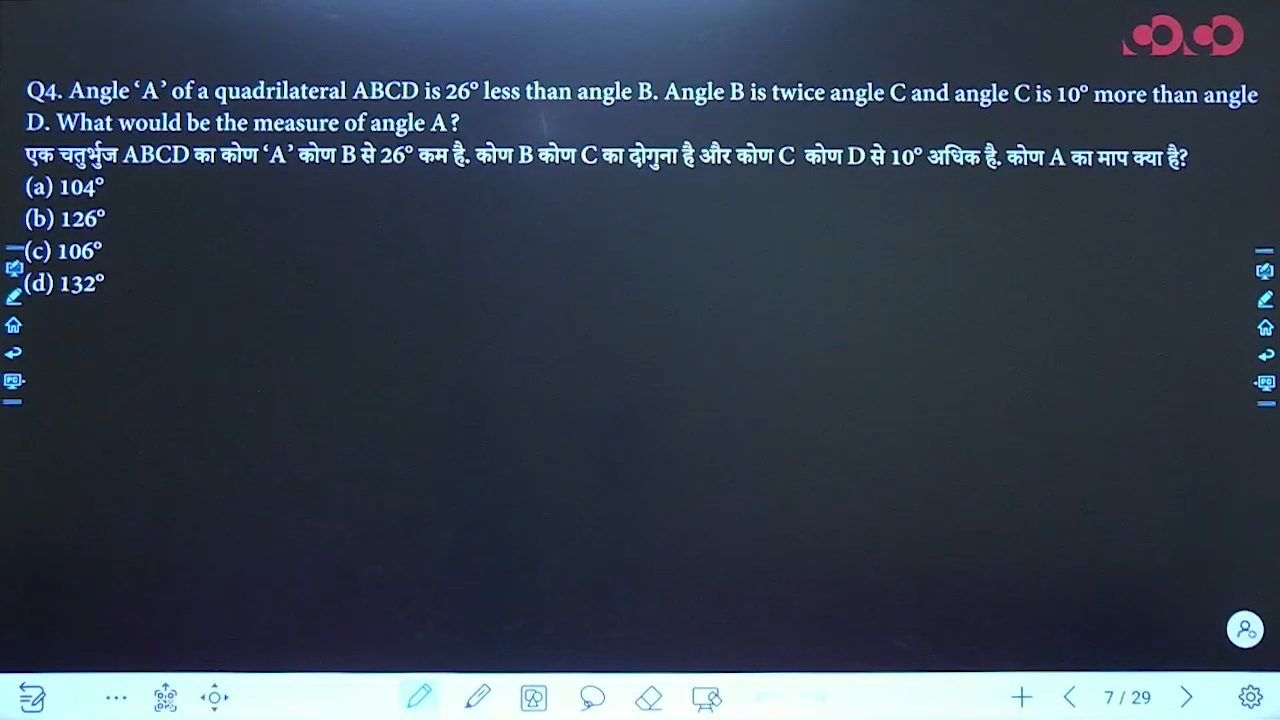 Q4. Angle ‘A’ of a quadrilateral ABCD is 26° less than angle B. Angle B is twice angle C and angle C is 10° more than angle
D. What would be the measure of angle A?
एक चतुर्भुज ABCD का कोण ‘A’ कोण B से 26° कम है. कोण B कोण C का दोगुना है और कोण C कोण D से 10° अधिक है. कोण A का माप क्या है?
(a) 104°
(b) 126°
(c) 106°
(d) 132°
7 / 29